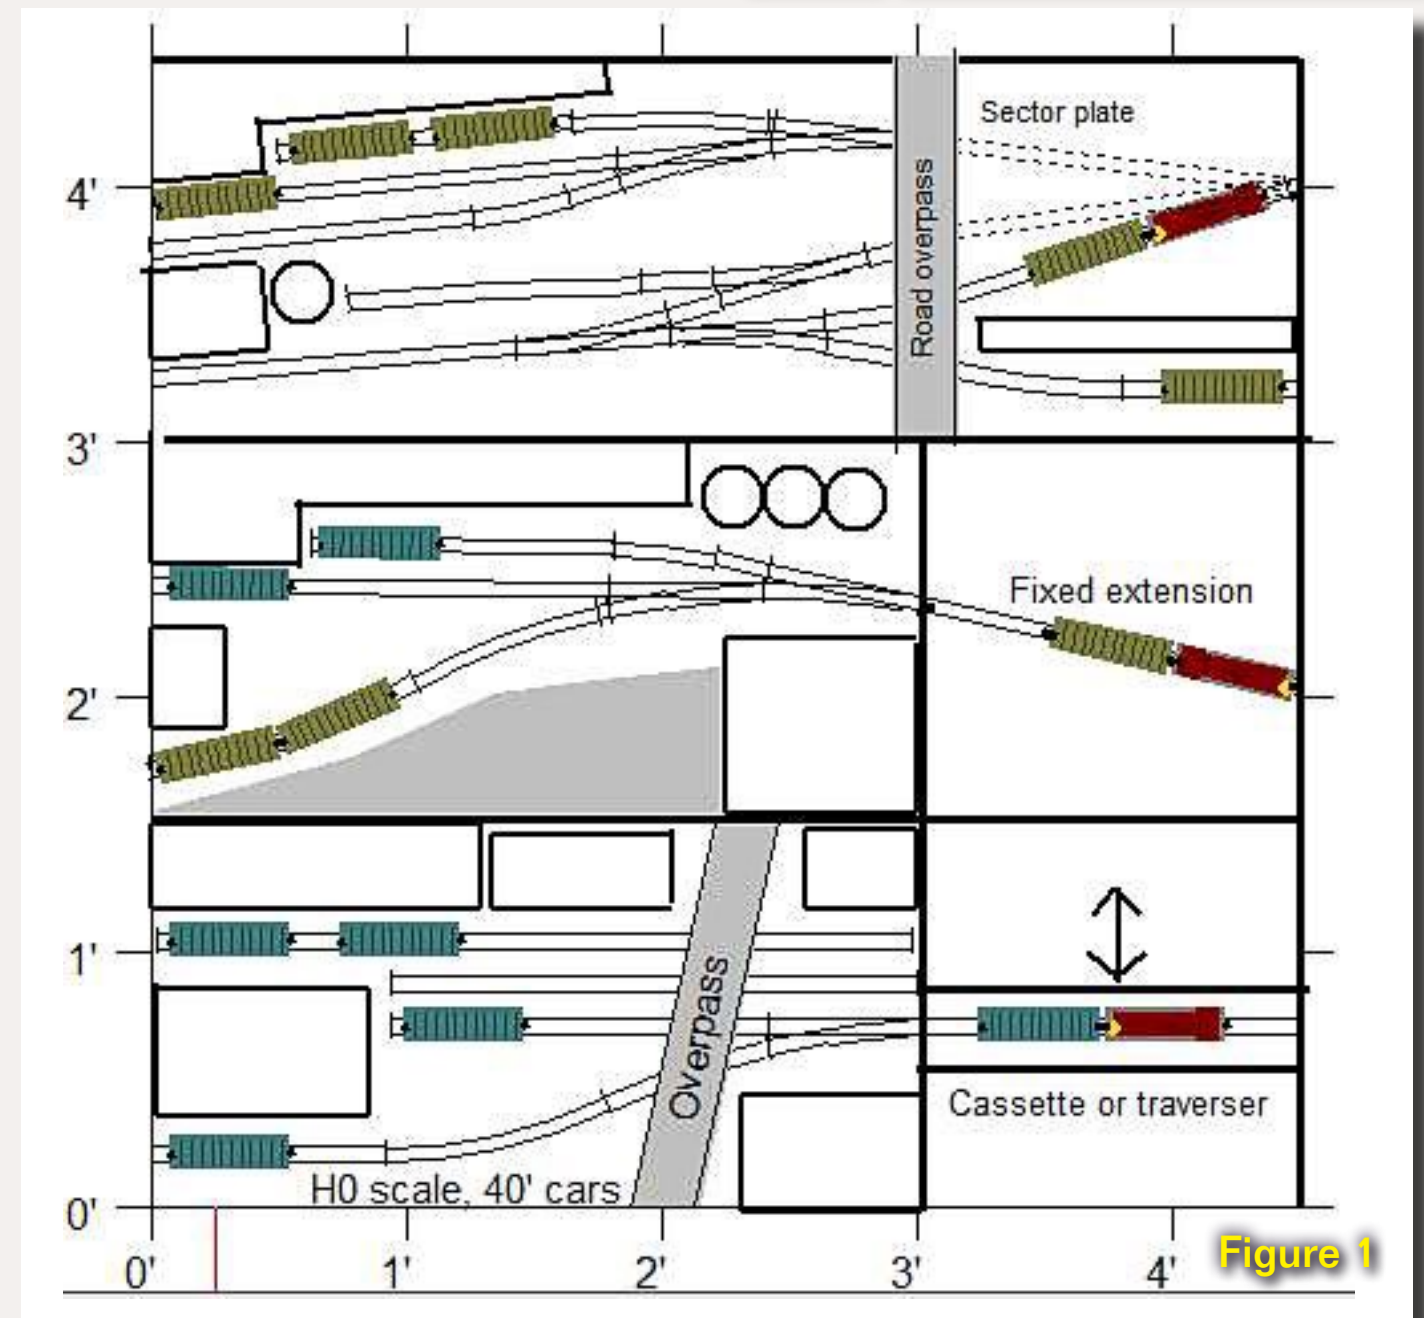 Sector plate
4'
Road overpass
3'
Fixed extension
2'
1'
Overpass
Cassette or traverser
H0 scale, 40' cars
0'
0'
1'
2'
3'
4'
Figure 1